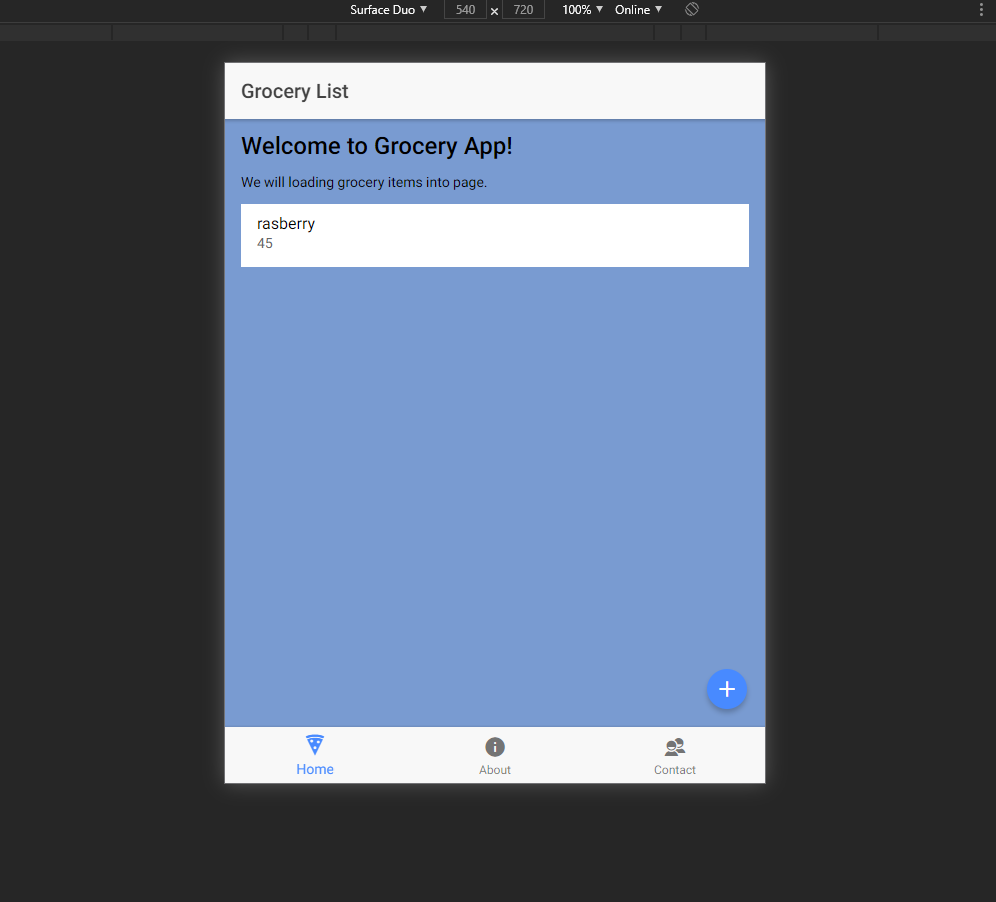 Surface Duo ▼ 540 × 720 100% ▼ Online ▼
Grocery List
Welcome to Grocery App!
We will loading grocery items into page.
rasberry
45
Home About Contact